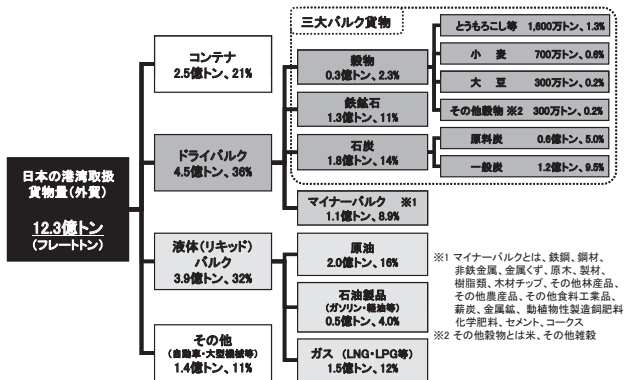 三大バルク貨物
とうもろこし等 1,600万トン、1.3%
コンテナ
2.5億トン、21%
穀物
0.3億トン、2.3%
小 麦 700万トン、0.6%
大 豆 300万トン、0.2%
鉄鉱石
1.3億トン、11%
その他穀物 ※2 300万トン、0.2%
ドライバルク
4.5億トン、36%
石炭
1.8億トン、14%
原料炭 0.6億トン、5.0%
一般炭 1.2億トン、9.5%
日本の港湾取扱
貨物量(外貿)
12.3億トン
(フレートトン)
マイナーバルク ※1
1.1億トン、8.9%
液体(リキッド)
バルク
3.9億トン、32%
原油
2.0億トン、16%
石油製品
(ガソリン・軽油等)
0.5億トン、4.0%
その他
(自動車・大型機械等)
1.4億トン、11%
ガス (LNG・LPG等)
1.5億トン、12%
※1 マイナーバルクとは、鉄鋼、鋼材、
非鉄金属、金属くず、原木、製材、
樹脂類、木材チップ、その他林産品、
その他農産品、その他食料工業品、
薪炭、金属鉱、動植物性製造飼肥料
化学肥料、セメント、コークス
※2 その他穀物とは米、その他雑穀